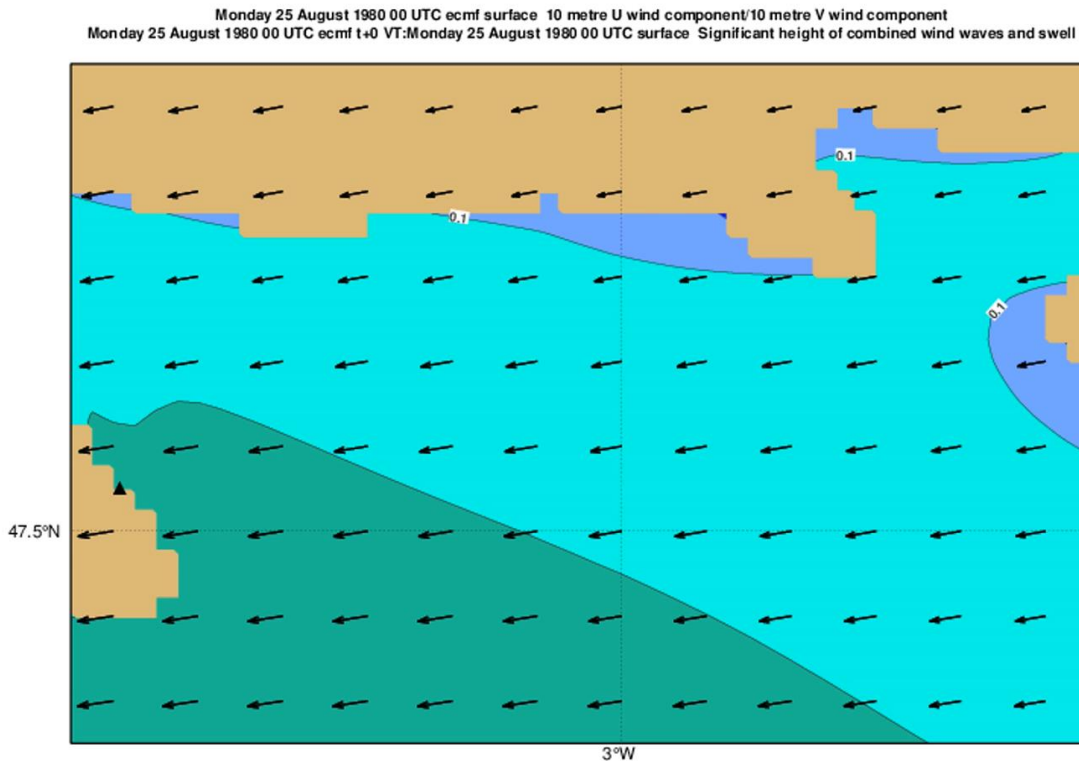 Monday 25 August 1980 00 UTC ecmf surface 10 metre U wind component/10 metre V wind component
Monday 25 August 1980 00 UTC ecmf t+0 VT:Monday 25 August 1980 00 UTC surface Significant height of combined wind waves and swell
0.1
0.1
0.1
47.5°N
3°W